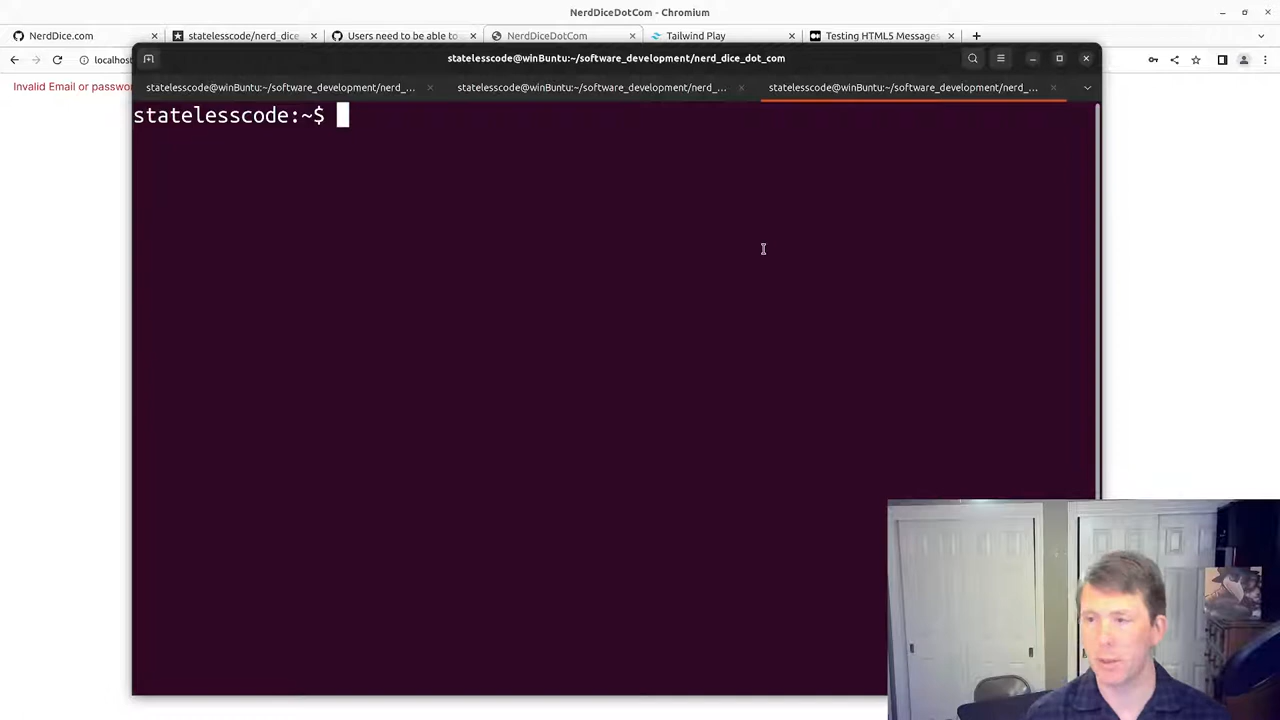 NerdDiceDotCom - Chromium
NerdDice.com
statelesscode/nerd_dice
Users need to be able to
NerdDiceDotCom
Tailwind Play
Testing HTML5 Messages
localhos
Invalid Email or passwor
statelesscode@winBuntu:~/software_development/nerd_dice_dot_com
statelesscode@winBuntu:~/software_development/nerd_...
statelesscode@winBuntu:~/software_development/nerd_...
statelesscode@winBuntu:~/software_development/nerd_...
statelesscode:~$